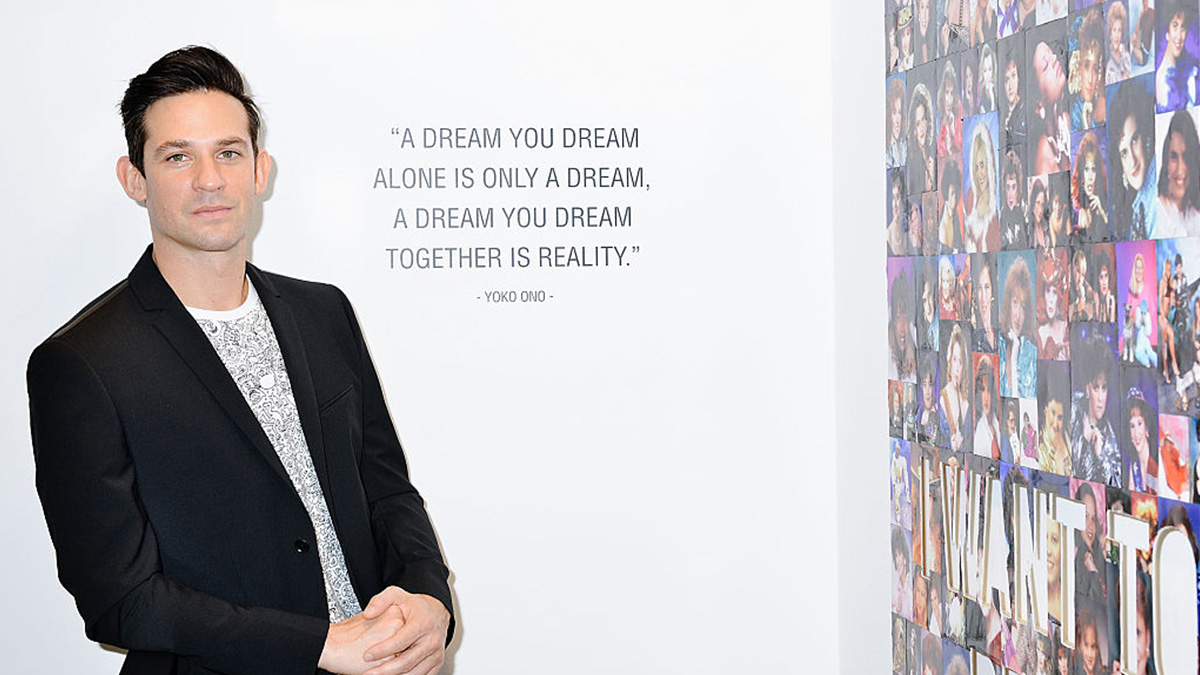 “A DREAM YOU DREAM
ALONE IS ONLY A DREAM,
A DREAM YOU DREAM
TOGETHER IS REALITY.”
- YOKO ONO -
I WANT TO